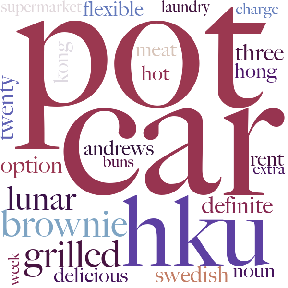 supermarket flexible laundry charge
pot
kong meat hot three
hong
twenty
car
option andrews rent
buns extra
lunar definite
brownie hku
grilled
week delicious swedish noun